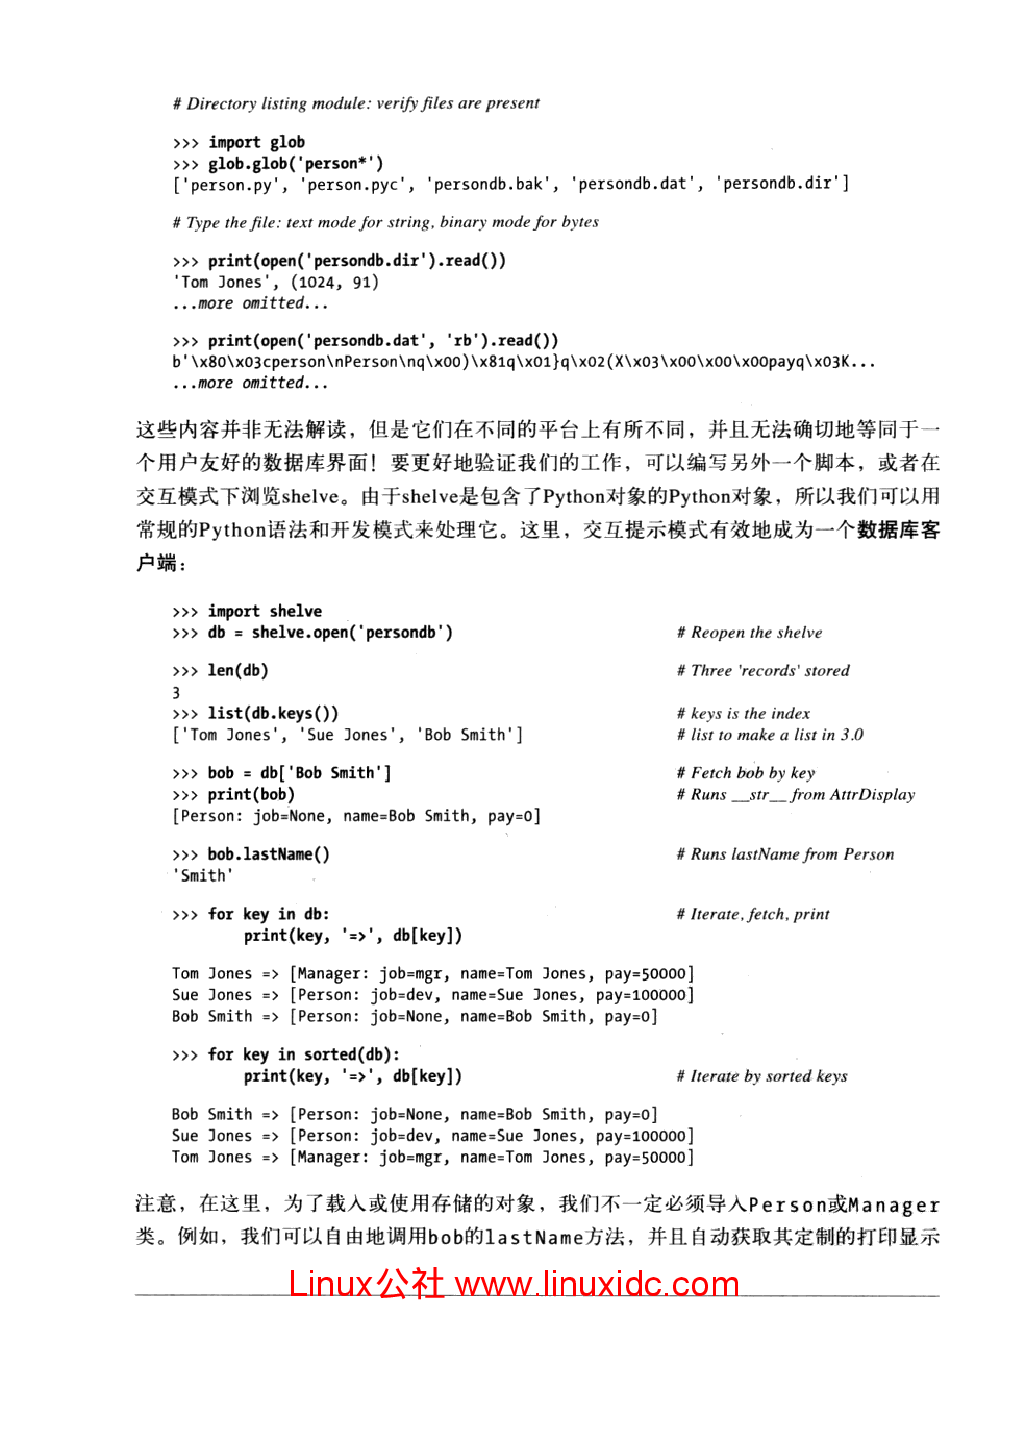 # Directory listing module: verify files are present
>>> import glob
>>> glob.glob('person*')
['person.py', 'person.pyc', 'persondb.bak', 'persondb.dat', 'persondb.dir']
# Type the file: text mode for string, binary mode for bytes
>>> print(open('persondb.dir').read())
'Tom Jones', (1024, 91)
...more omitted...
>>> print(open('persondb.dat', 'rb').read())
b'\x80\x03cperson\nPerson\nq\x00)\x81q\x01}q\x02(X\x03\x00\x00\x00payq\x03K...
...more omitted...
这些内容并非无法解读，但是它们在不同的平台上有所不同，并且无法确切地等同于一
个用户友好的数据库界面！要更好地验证我们的工作，可以编写另外一个脚本，或者在
交互模式下浏览shelve。由于shelve是包含了Python对象的Python对象，所以我们可以用
常规的Python语法和开发模式来处理它。这里，交互提示模式有效地成为一个数据库客
户端：
>>> import shelve
>>> db = shelve.open('persondb') # Reopen the shelve
>>> len(db) # Three 'records' stored
3
>>> list(db.keys()) # keys is the index
['Tom Jones', 'Sue Jones', 'Bob Smith'] # list to make a list in 3.0
>>> bob = db['Bob Smith'] # Fetch bob by key
>>> print(bob) # Runs __str__ from AttrDisplay
[Person: job=None, name=Bob Smith, pay=0]
>>> bob.lastName() # Runs lastName from Person
'Smith'
>>> for key in db: # Iterate, fetch, print
print(key, '=>', db[key])
Tom Jones => [Manager: job=mgr, name=Tom Jones, pay=50000]
Sue Jones => [Person: job=dev, name=Sue Jones, pay=100000]
Bob Smith => [Person: job=None, name=Bob Smith, pay=0]
>>> for key in sorted(db):
print(key, '=>', db[key]) # Iterate by sorted keys
Bob Smith => [Person: job=None, name=Bob Smith, pay=0]
Sue Jones => [Person: job=dev, name=Sue Jones, pay=100000]
Tom Jones => [Manager: job=mgr, name=Tom Jones, pay=50000]
注意，在这里，为了载入或使用存储的对象，我们不一定必须导入Person或Manager
类。例如，我们可以自由地调用bob的lastName方法，并且自动获取其定制的打印显示
Linux公社 www.linuxidc.com